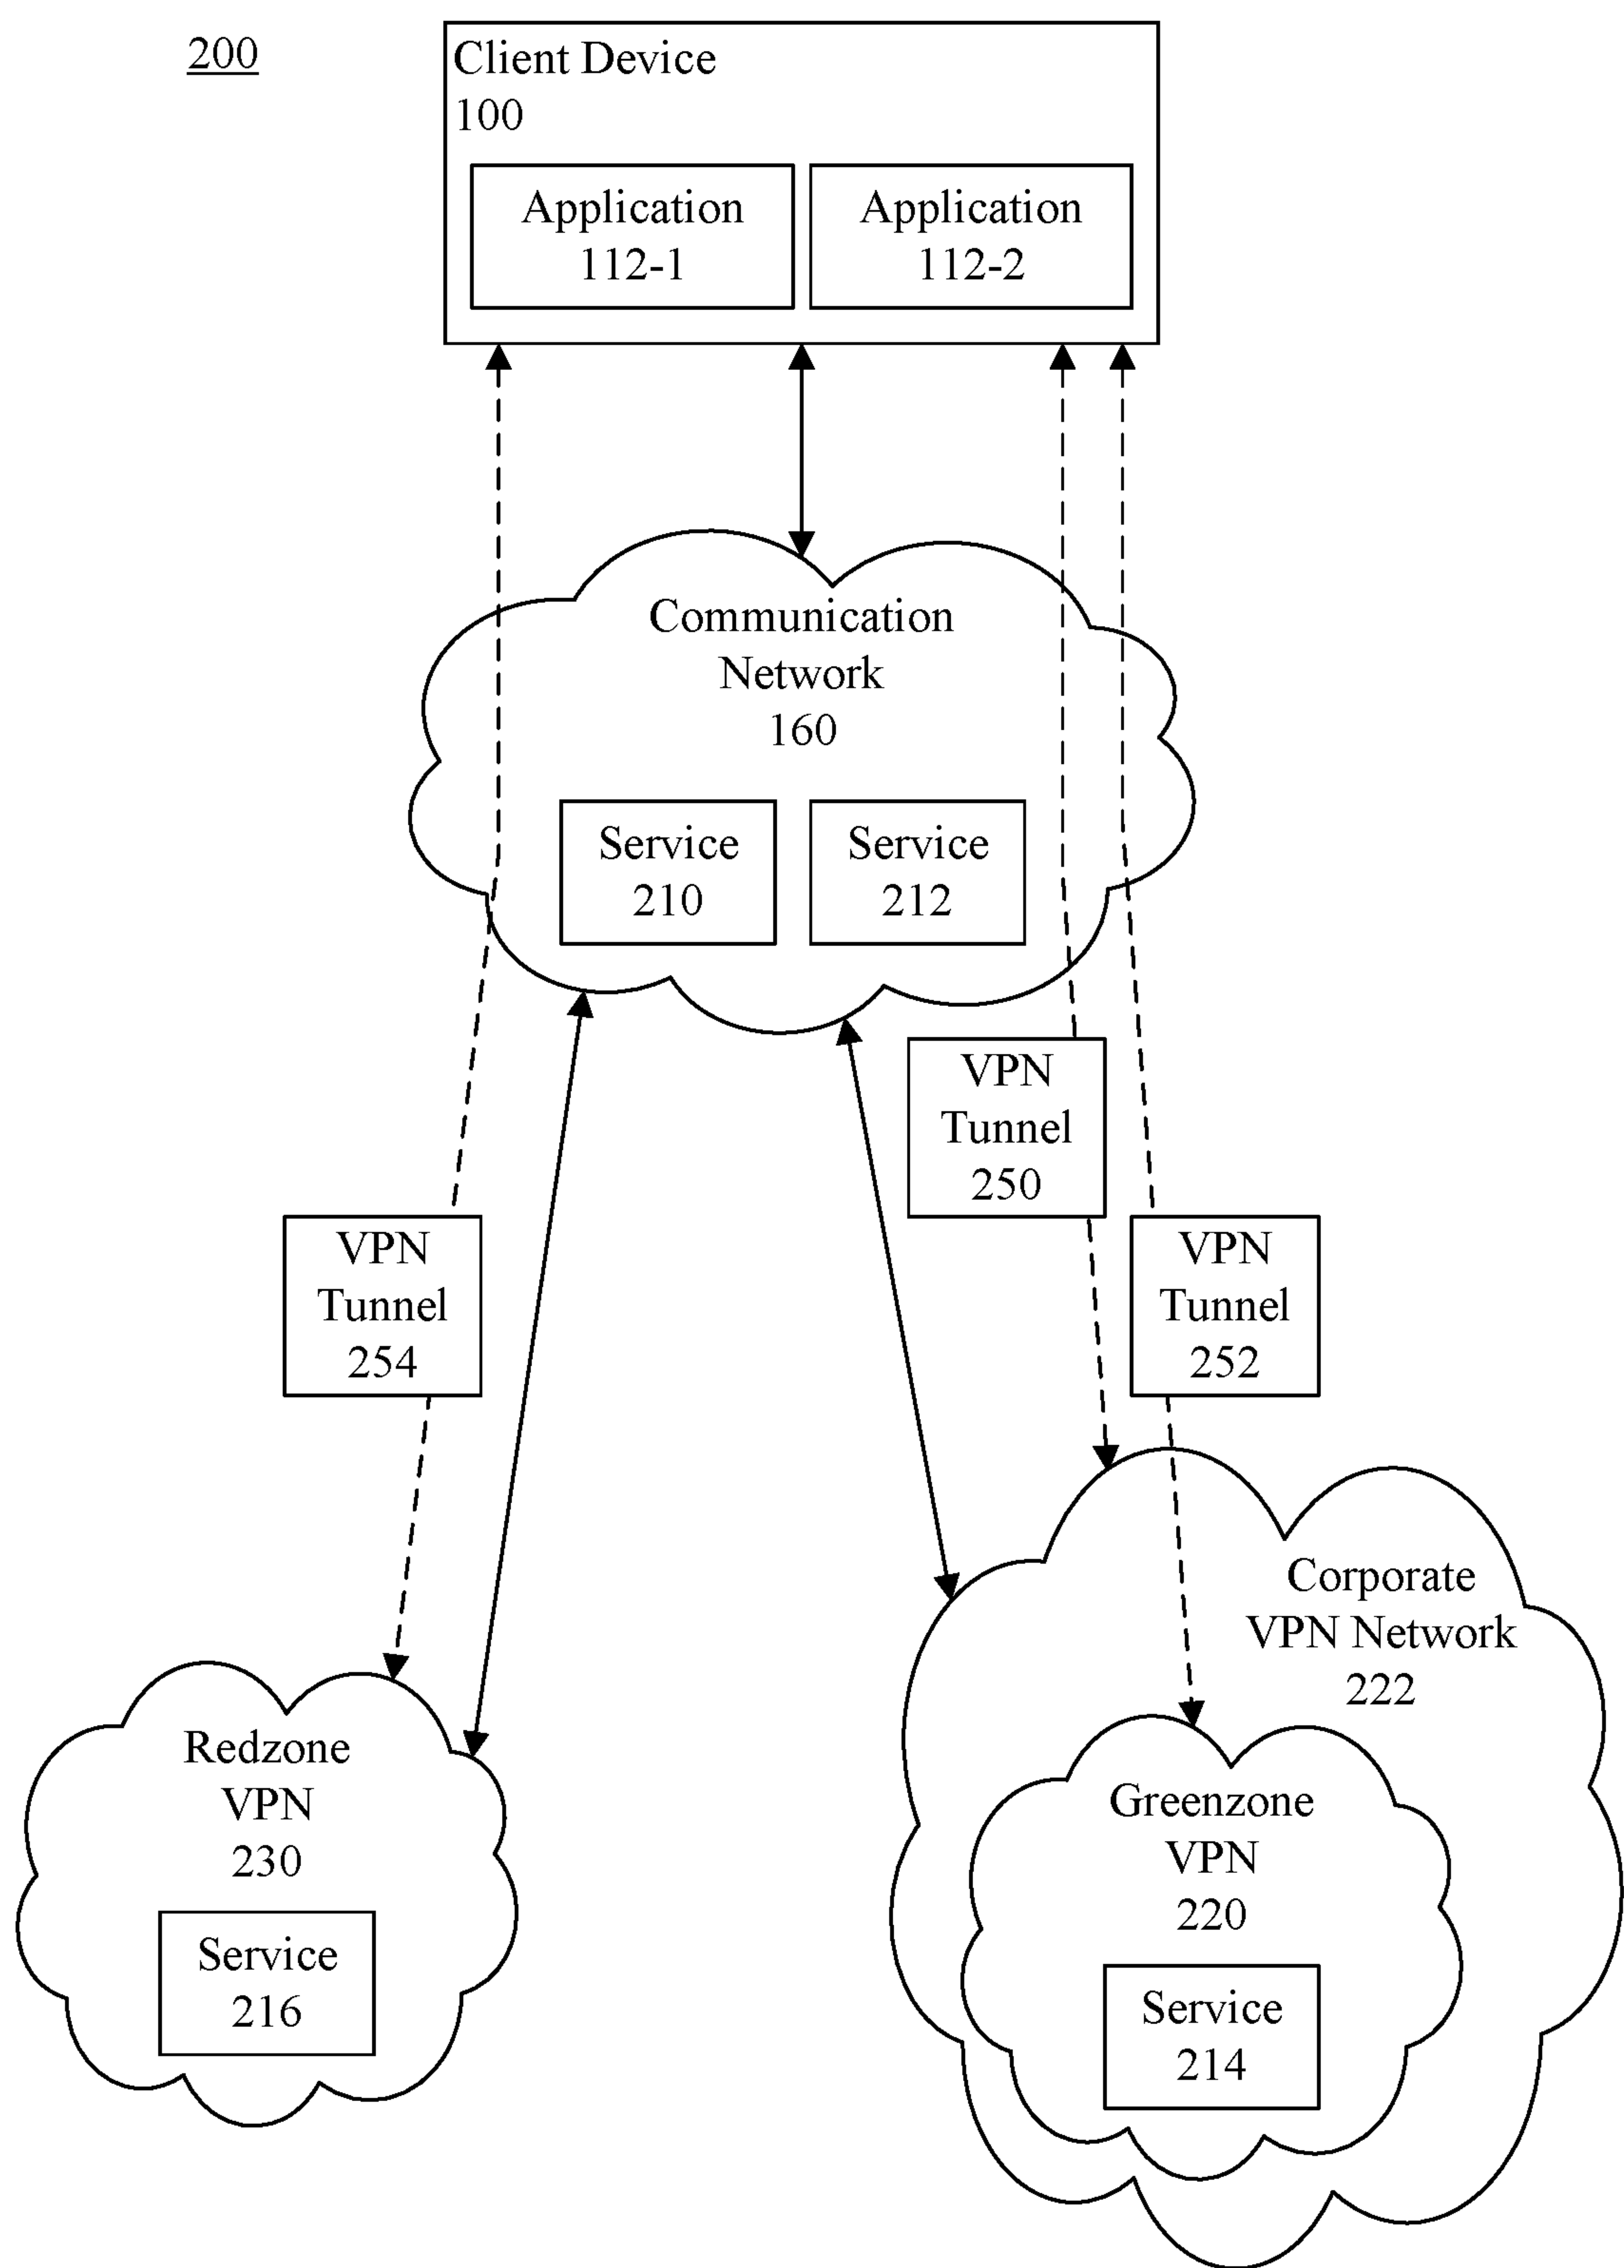 200
Client Device
100
Application
112-1
Application
112-2
Communication
Network
160
Service
210
Service
212
VPN
Tunnel
250
VPN
Tunnel
254
VPN
Tunnel
252
Corporate
VPN Network
222
Redzone
VPN
230
Service
216
Greenzone
VPN
220
Service
214